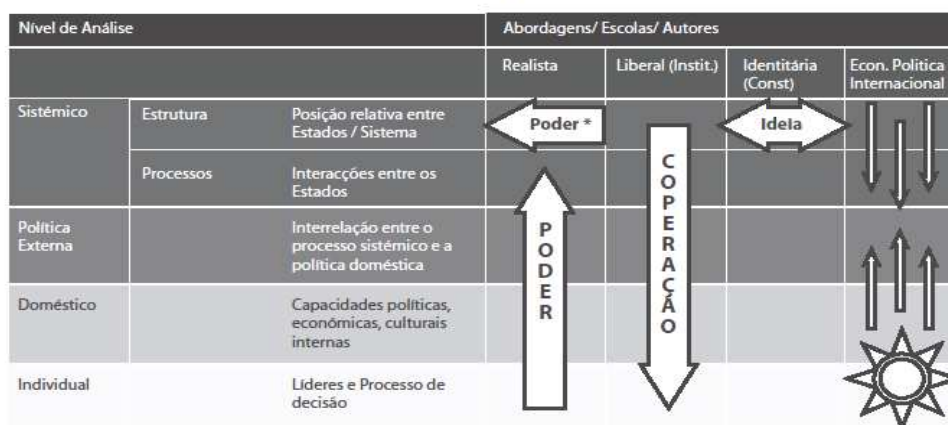 Nível de Análise
Abordagens/ Escolas/ Autores
Realista
Liberal (Instit.)
Identitária
(Const)
Econ. Politica
Internacional
Sistémico
Estrutura
Posição relativa entre
Estados / Sistema
Poder *
Ideia
Processos
Interacções entre os
Estados
Política
Externa
Interrelação entre o
processo sistémico e a
política doméstica
Doméstico
Capacidades políticas,
económicas, culturais
internas
Individual
Líderes e Processo de
decisão
PODER
COPERAÇÃO